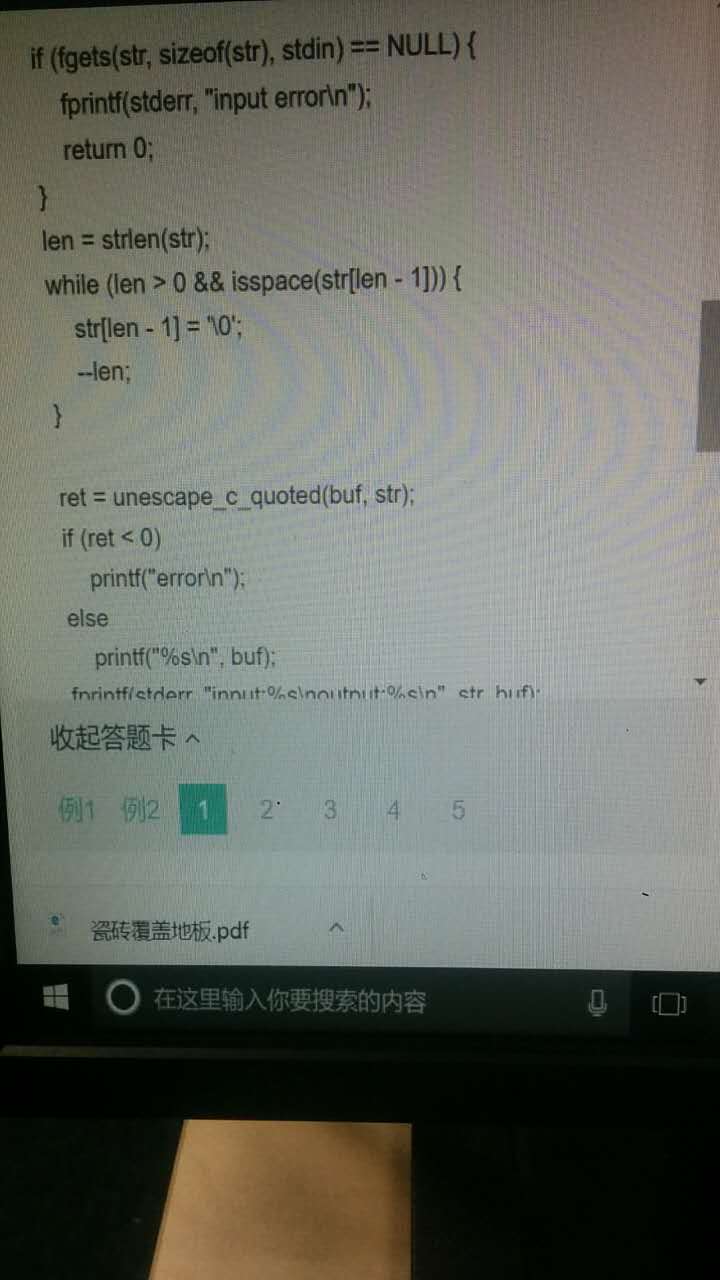 if (fgets(str, sizeof(str), stdin) == NULL) {
fprintf(stderr, "input error\n");
return 0;
}
len = strlen(str);
while (len > 0 && isspace(str[len - 1])) {
str[len - 1] = '\0';
--len;
}
ret = unescape_c_quoted(buf, str);
if (ret < 0)
printf("error\n");
else
printf("%s\n", buf);
fprintf(stderr, "input:%s\noutput:%s\n", str, buf);
收起答题卡
例1 例2 1 2 3 4 5
瓷砖覆盖地板.pdf
在这里输入你要搜索的内容